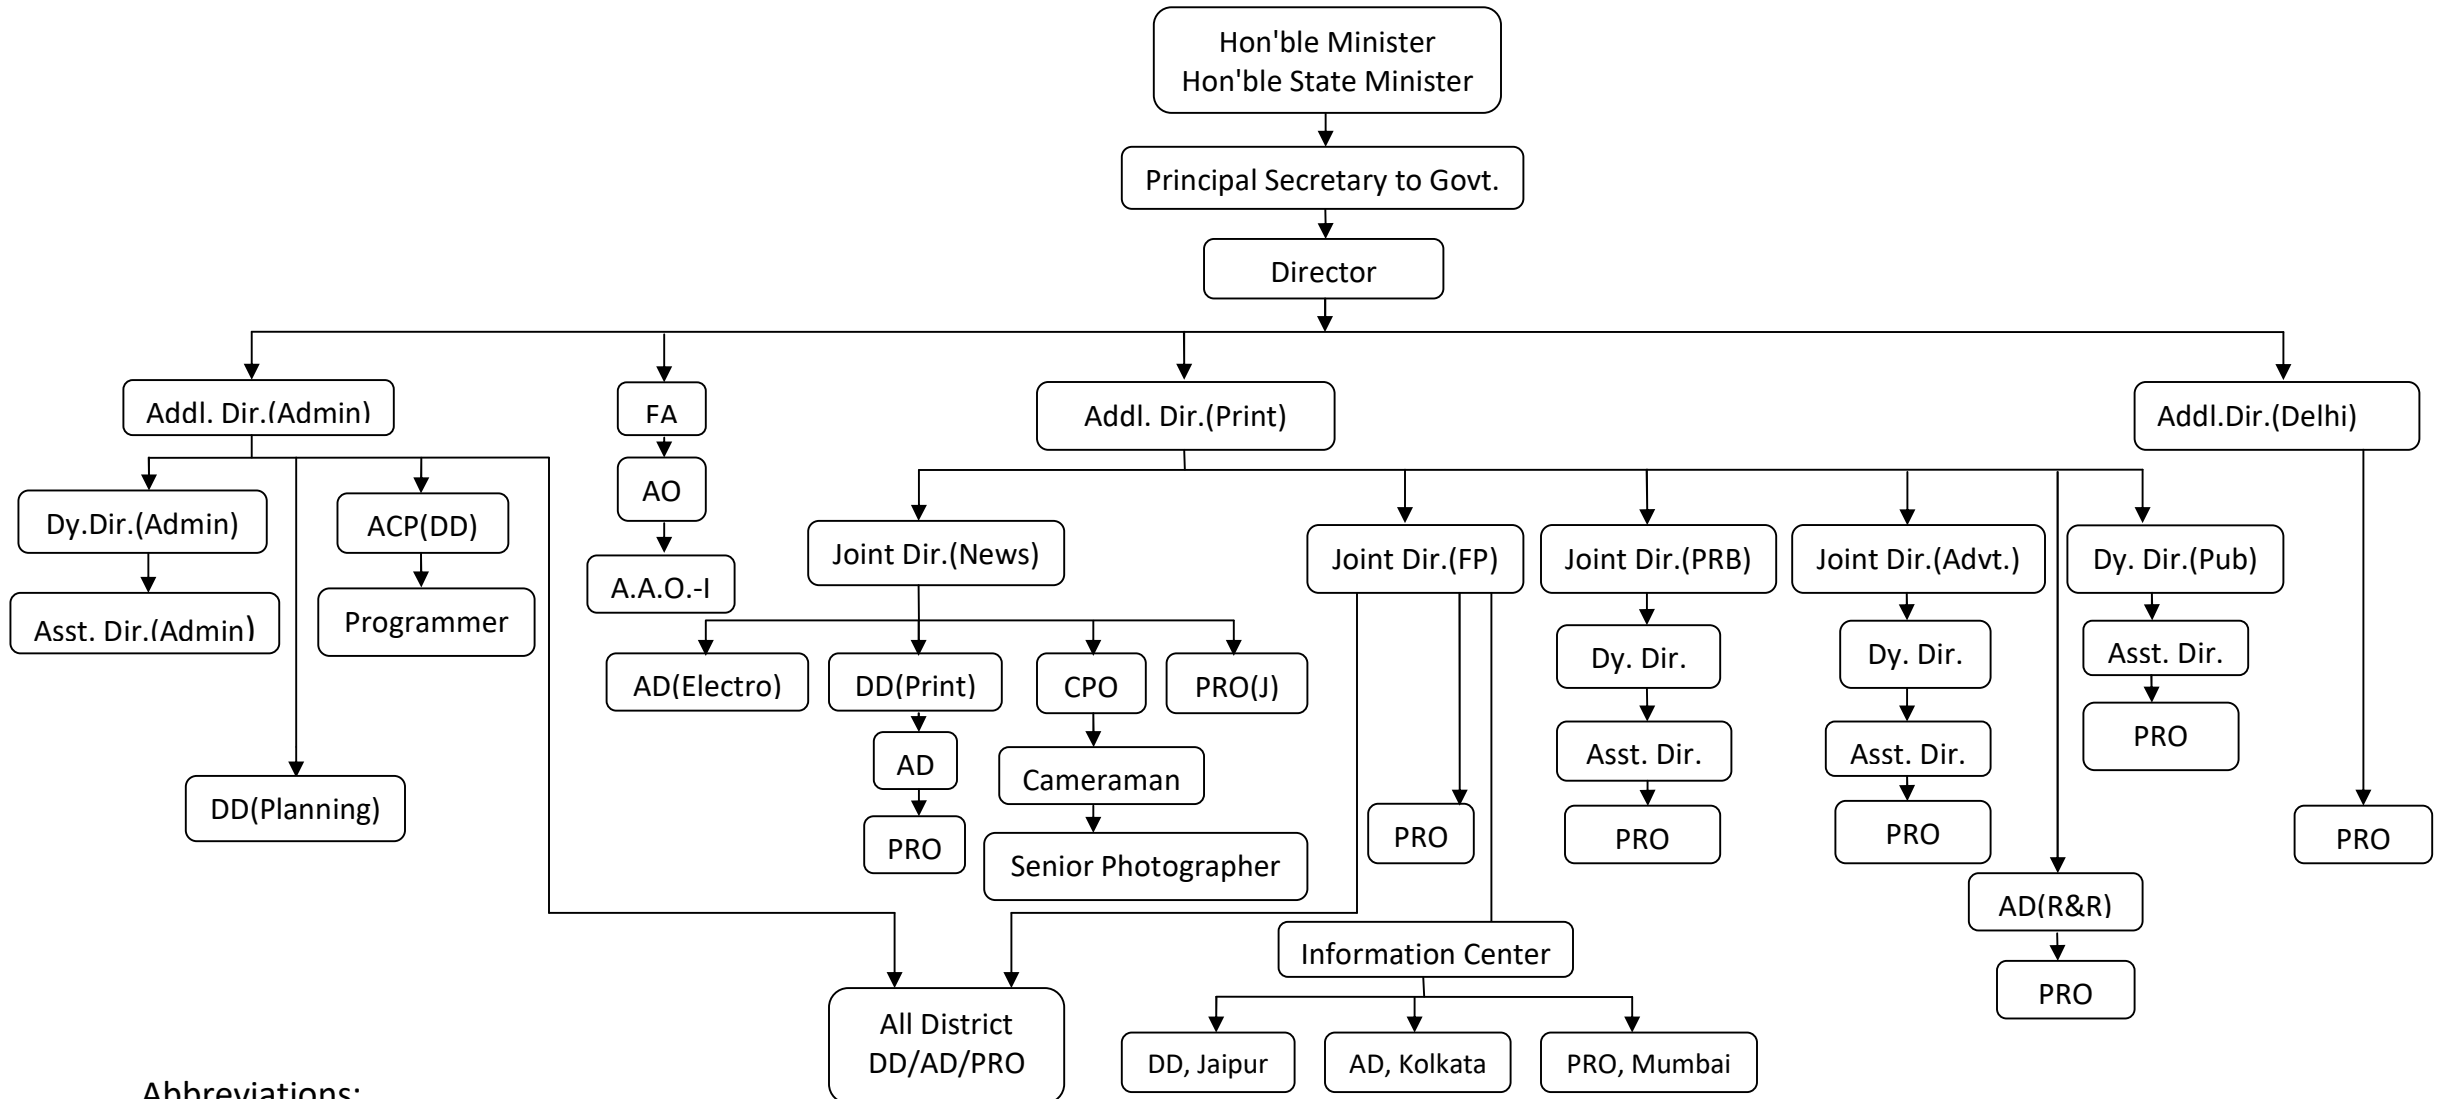 Hon'ble Minister
Hon'ble State Minister
Principal Secretary to Govt.
Director
Addl. Dir.(Admin)
FA
Addl. Dir.(Print)
Addl.Dir.(Delhi)
AO
Dy.Dir.(Admin)
ACP(DD)
Joint Dir.(News)
Joint Dir.(FP)
Joint Dir.(PRB)
Joint Dir.(Advt.)
Dy. Dir.(Pub)
A.A.O.-I
Asst. Dir.(Admin)
Programmer
AD(Electro)
DD(Print)
CPO
PRO(J)
Dy. Dir.
Dy. Dir.
Asst. Dir.
AD
Cameraman
Asst. Dir.
Asst. Dir.
PRO
DD(Planning)
PRO
Senior Photographer
PRO
PRO
PRO
PRO
AD(R&R)
Information Center
PRO
All District
DD/AD/PRO
DD, Jaipur
AD, Kolkata
PRO, Mumbai
Abbreviations: